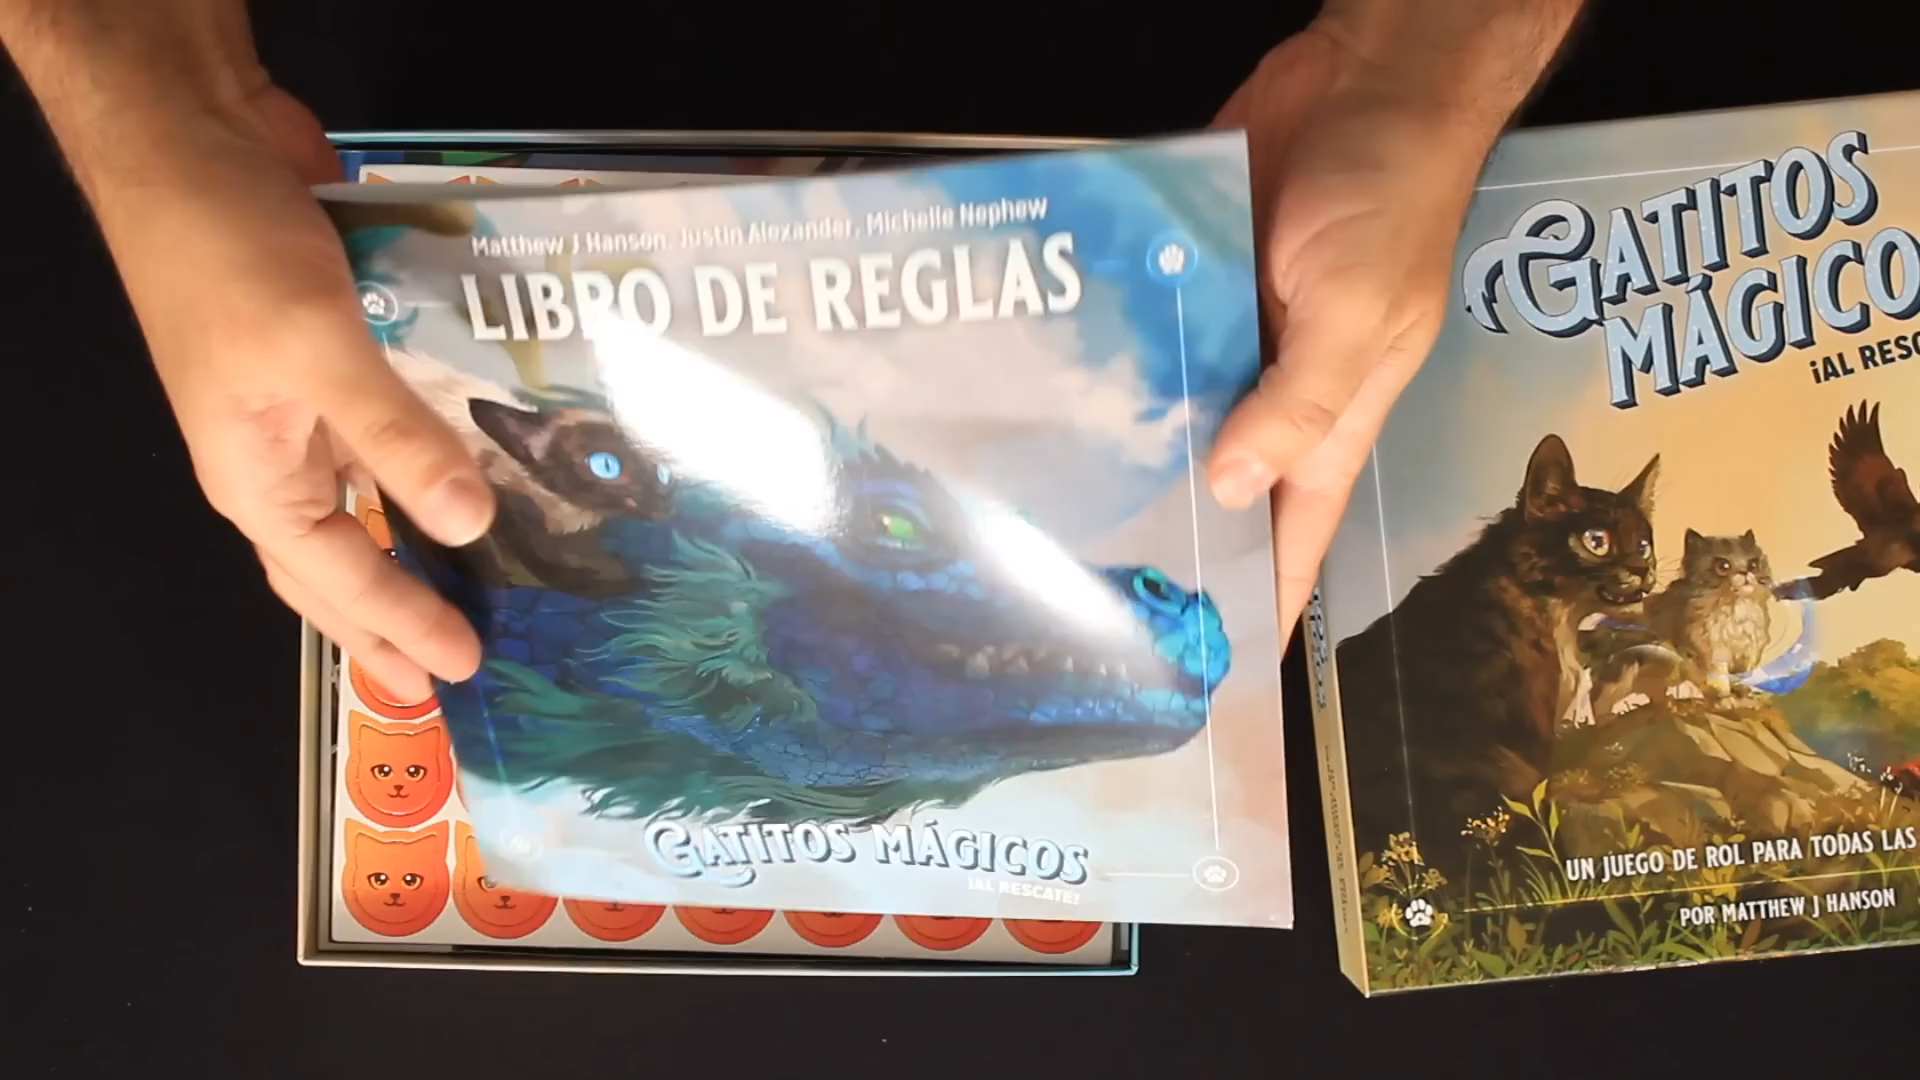 Matthew J Hanson, Justin Alexander, Michelle Nephew
LIBRO DE REGLAS
GATITOS MÁGICOS
¡AL RESCATE!
GATITOS
MÁGICO
¡AL RESC
UN JUEGO DE ROL PARA TODAS LAS
POR MATTHEW J HANSON